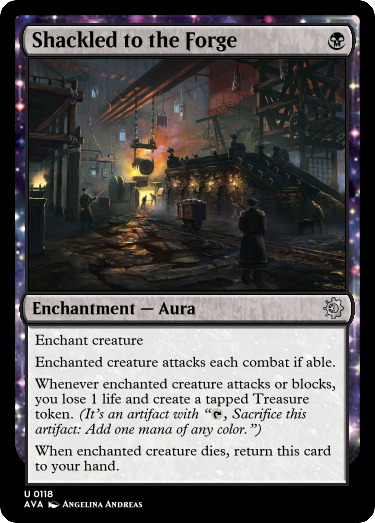 Shackled to the Forge
Enchantment — Aura
Enchant creature
Enchanted creature attacks each combat if able.
Whenever enchanted creature attacks or blocks,
you lose 1 life and create a tapped Treasure
token. (It's an artifact with “, Sacrifice this
artifact: Add one mana of any color.”)
When enchanted creature dies, return this card
to your hand.
U 0118
AVA Angelina Andreas